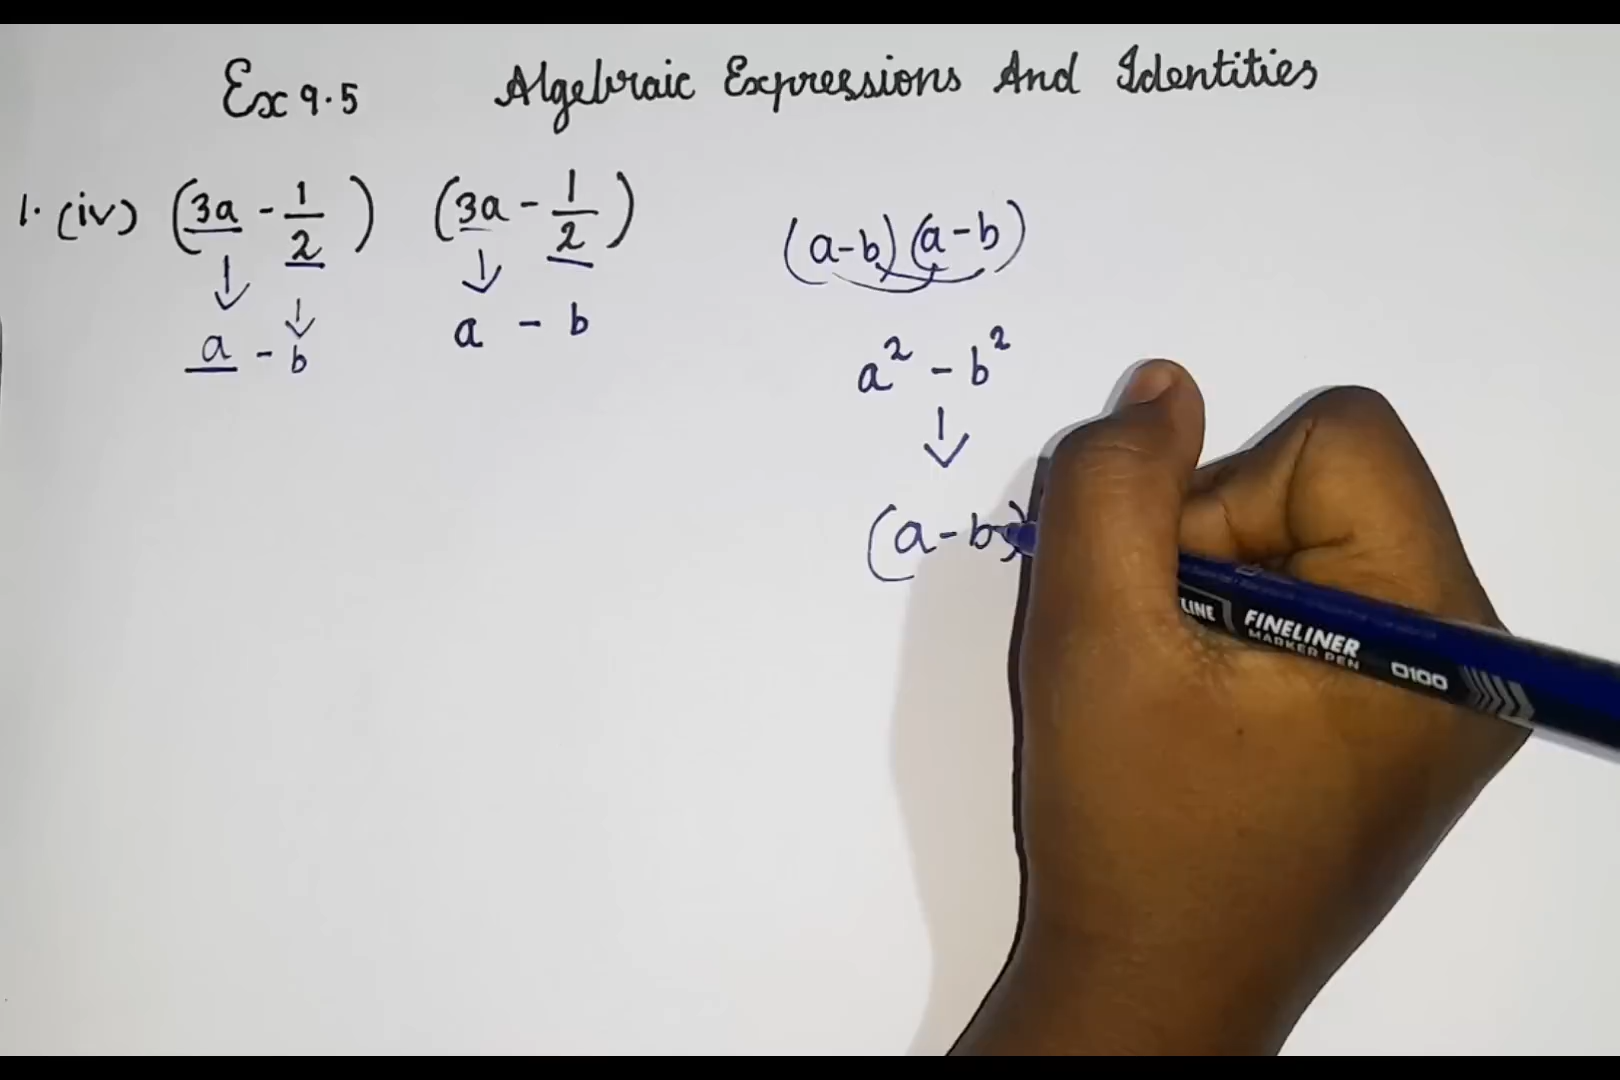 Ex 9.5 Algebraic Expressions And Identities
1. (iv) (3a - 1/2) (3a - 1/2)
a - b
a - b
(a-b)(a-b)
a² - b²
(a-b)
LINE
FINELINER
MARKER PEN
0100